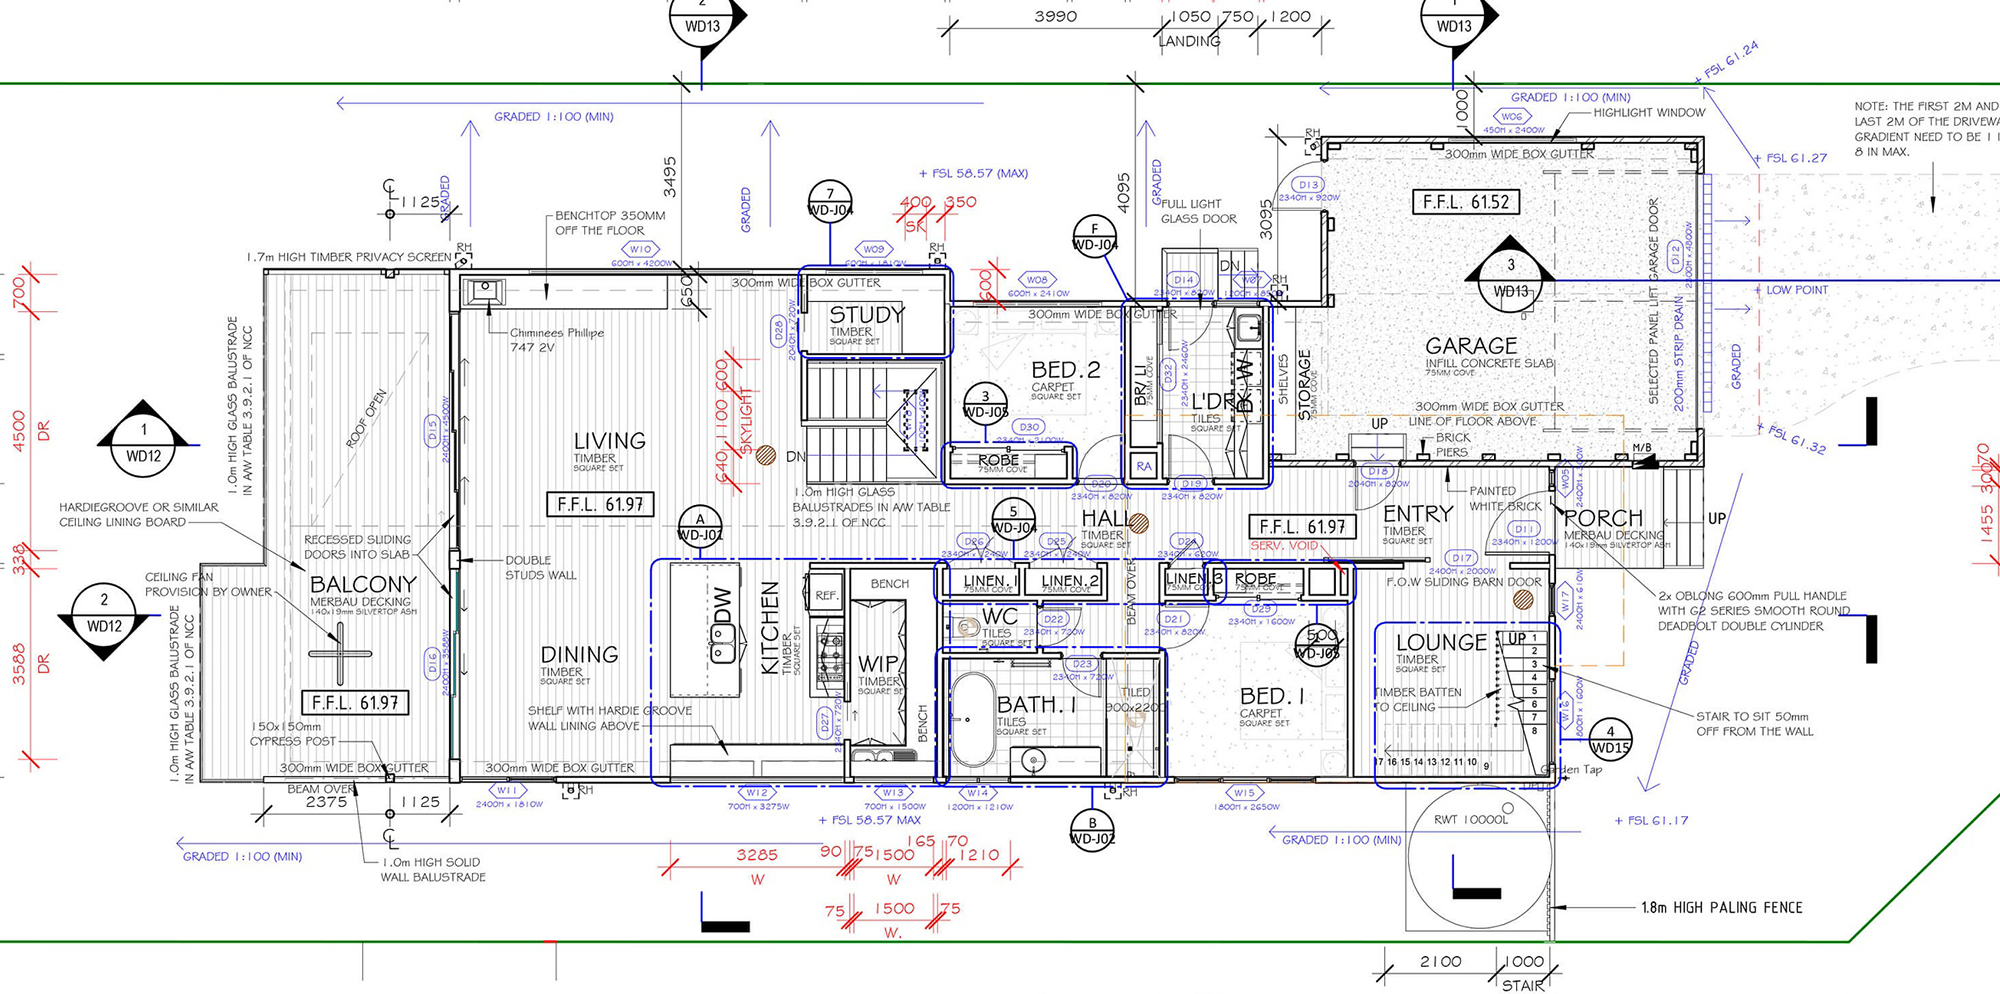 2
WD13
3990
1050
750
1200
LANDING
1
WD13
+ FSL 61.24
GRADED 1:100 (MIN)
GRADED 1:100 (MIN)
1000
W06
450H x 2400W
HIGHLIGHT WINDOW
NOTE: THE FIRST 2M AND
LAST 2M OF THE DRIVEWA
GRADIENT NEED TO BE 1
8 IN MAX.
RH
300mm WIDE BOX GUTTER
+ FSL 61.27
3495
+ FSL 58.57 (MAX)
4095
GRADED
GRADED
GRADED
D13
2340H x 920W
F.F.L. 61.52
1125
7
WD-J04
400
350
SK
FULL LIGHT
GLASS DOOR
3095
BENCHTOP 350MM
OFF THE FLOOR
F
WD-J04
SELECTED PANEL LIFT GARAGE DOOR
D12
200mm STRIP DRAIN
1.7m HIGH TIMBER PRIVACY SCREEN
RH
W10
600H x 4200W
W09
600H x 1810W
RH
DN
3
WD13
700
650
300mm WIDE BOX GUTTER
600
W08
600H x 2410W
D14
W07
RH
+ LOW POINT
300mm WIDE BOX GUTTER
STUDY
TIMBER
SQUARE SET
D28
2040H x 720W
Chiminees Phillipe
747 2V
1.0m HIGH GLASS BALUSTRADE
IN A/W TABLE 3.9.2.1 OF NCC
GARAGE
INFILL CONCRETE SLAB
75MM COVE
GRADED
BED.2
CARPET
SQUARE SET
BR/ LI
75MM COVE
D32
2340H x 2460W
SHELVES
STORAGE
75MM COVE
600
1100
640
SKYLIGHT
ROOF OPEN
3
WD-J05
L'DRY
TILES
SQUARE SET
300mm WIDE BOX GUTTER
LINE OF FLOOR ABOVE
UP
BRICK
PIERS
+ FSL 61.32
4500
DR
1
WD12
D15
2400H x 4500W
LIVING
TIMBER
SQUARE SET
DN
D30
2340H x 2100W
M/B
ROBE
75MM COVE
RA
D18
2040H x 820W
D20
2340H x 820W
D19
2340H x 820W
F.F.L. 61.97
1.0m HIGH GLASS
BALUSTRADES IN A/W TABLE
3.9.2.1 OF NCC
PAINTED
WHITE BRICK
W05
70
300
1455
HARDIEGROOVE OR SIMILAR
CEILING LINING BOARD
A
WD-J01
5
WD-J04
HALL
TIMBER
SQUARE SET
F.F.L. 61.97
ENTRY
TIMBER
SQUARE SET
PORCH
MERBAU DECKING
140x19mm SILVERTOP ASH
UP
D11
2340H x 1200W
RECESSED SLIDING
DOORS INTO SLAB
D26
D25
D24
2340H x 620W
SERV. VOID
338
DOUBLE
STUDS WALL
D17
2400H x 2000W
F.O.W SLIDING BARN DOOR
CEILING FAN
PROVISION BY OWNER
BALCONY
MERBAU DECKING
140x19mm SILVERTOP ASH
DW
KITCHEN
TIMBER
SQUARE SET
REF.
BENCH
LINEN.1
75MM COVE
LINEN.2
75MM COVE
BEAM OVER
LINEN.3
ROBE
75MM COVE
2x OBLONG 600mm PULL HANDLE
WITH G2 SERIES SMOOTH ROUND
DEADBOLT DOUBLE CYLINDER
2
WD12
W17
2400H x 610W
WC
TILES
SQUARE SET
D22
2340H x 720W
D21
2340H x 820W
D29
2340H x 1600W
500
WD-J05
3588
DR
1.0m HIGH GLASS BALUSTRADE
IN A/W TABLE 3.9.2.1 OF NCC
D16
2400H x 3588W
DINING
TIMBER
SQUARE SET
WIP
TIMBER
SQUARE SET
D23
2340H x 720W
LOUNGE
TIMBER
SQUARE SET
UP
1
2
3
4
5
6
7
8
GRADED
F.F.L. 61.97
150x150mm
CYPRESS POST
SHELF WITH HARDIE GROOVE
WALL LINING ABOVE
D27
BENCH
BATH.1
TILES
SQUARE SET
TILED
900x2200
BED.1
CARPET
SQUARE SET
TIMBER BATTEN
TO CEILING
W16
4800H x 1600W
STAIR TO SIT 50mm
OFF FROM THE WALL
4
WD15
17 16 15 14 13 12 11 10 9
Garden Tap
300mm WIDE BOX GUTTER
BEAM OVER
300mm WIDE BOX GUTTER
2375
1125
W11
2400H x 1810W
RH
W12
700H x 3275W
W13
700H x 1500W
W14
1200H x 1210W
RH
W15
1800H x 2650W
+ FSL 58.57 MAX
B
WD-J02
RWT 10000L
+ FSL 61.17
GRADED 1:100 (MIN)
GRADED 1:100 (MIN)
1.0m HIGH SOLID
WALL BALUSTRADE
3285
W
90
75
1500
W
165
70
1210
75
1500
75
W.
1.8m HIGH PALING FENCE
2100
1000
STAIR